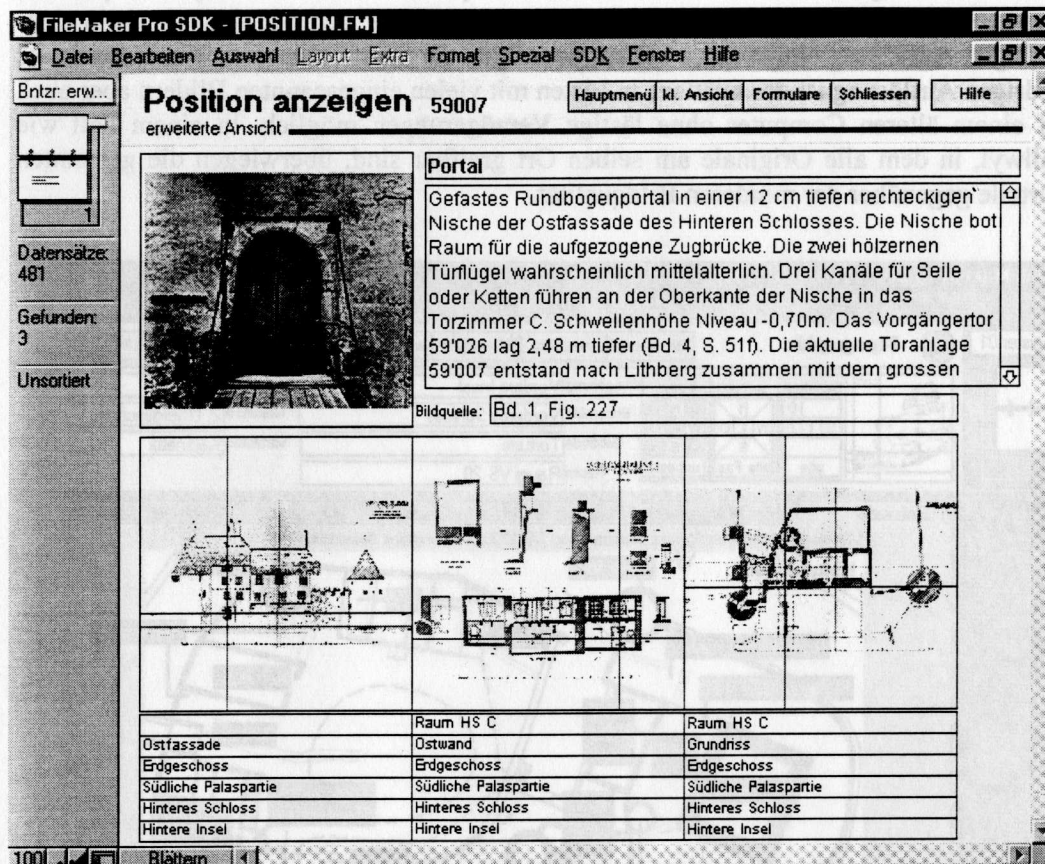 FileMaker Pro SDK - [POSITION.FM]
Datei Bearbeiten Auswahl Layout Extra Format Spezial SDK Fenster Hilfe
Bntzr: erw...
1
Datensätze:
481
Gefunden:
3
Unsortiert
Position anzeigen 59007
erweiterte Ansicht
Hauptmenü kl. Ansicht Formulare Schliessen Hilfe
Portal
Gefastes Rundbogenportal in einer 12 cm tiefen rechteckigen
Nische der Ostfassade des Hinteren Schlosses. Die Nische bot
Raum für die aufgezogene Zugbrücke. Die zwei hölzernen
Türflügel wahrscheinlich mittelalterlich. Drei Kanäle für Seile
oder Ketten führen an der Oberkante der Nische in das
Torzimmer C. Schwellenhöhe Niveau -0,70m. Das Vorgängertor
59'026 lag 2,48 m tiefer (Bd. 4, S. 51f). Die aktuelle Toranlage
59'007 entstand nach Lithberg zusammen mit dem grossen
Bildquelle: Bd. 1, Fig. 227
Raum HS C Raum HS C
Ostfassade Ostwand Grundriss
Erdgeschoss Erdgeschoss Erdgeschoss
Südliche Palaspartie Südliche Palaspartie Südliche Palaspartie
Hinteres Schloss Hinteres Schloss Hinteres Schloss
Hintere Insel Hintere Insel Hintere Insel
100 Blättern